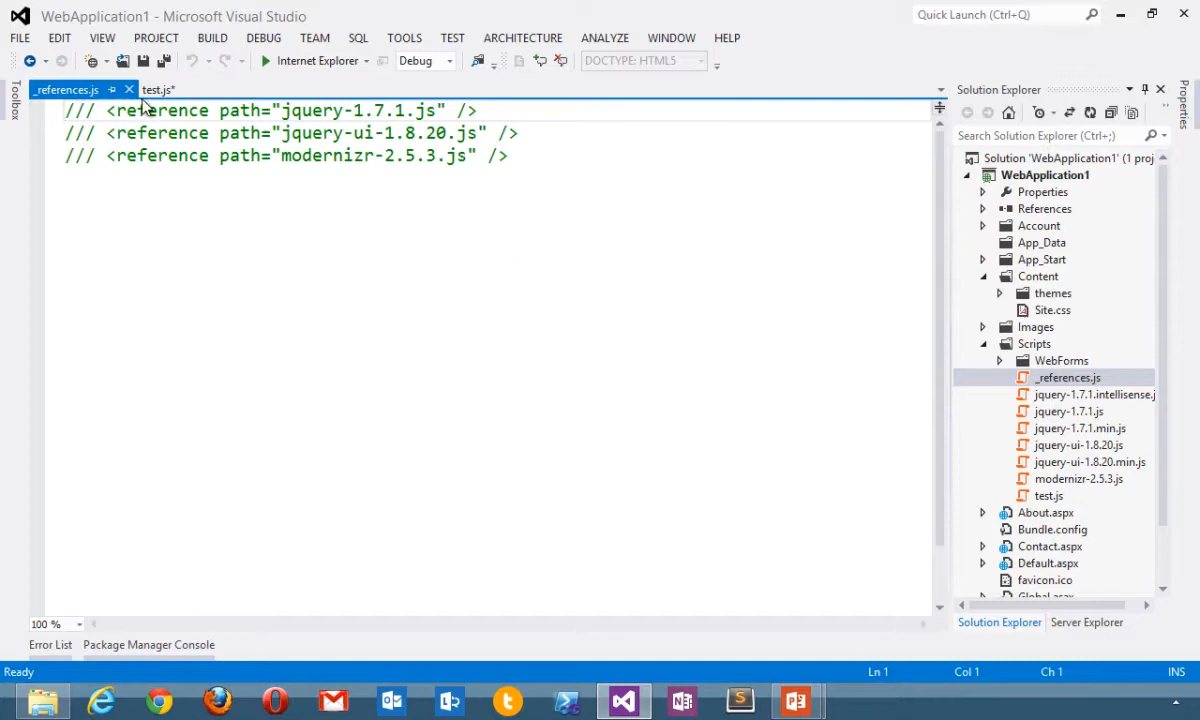 WebApplication1 - Microsoft Visual Studio
Quick Launch (Ctrl+Q)
FILE EDIT VIEW PROJECT BUILD DEBUG TEAM SQL TOOLS TEST ARCHITECTURE ANALYZE WINDOW HELP
Internet Explorer Debug DOCTYPE: HTML5
Toolbox
_references.js test.js*
/// <reference path="jquery-1.7.1.js" />
/// <reference path="jquery-ui-1.8.20.js" />
/// <reference path="modernizr-2.5.3.js" />
100 %
Error List Package Manager Console
Solution Explorer
Search Solution Explorer (Ctrl+;)
Solution 'WebApplication1' (1 proj
WebApplication1
Properties
References
Account
App_Data
App_Start
Content
themes
Site.css
Images
Scripts
WebForms
_references.js
jquery-1.7.1.intellisense.j
jquery-1.7.1.js
jquery-1.7.1.min.js
jquery-ui-1.8.20.js
jquery-ui-1.8.20.min.js
modernizr-2.5.3.js
test.js
About.aspx
Bundle.config
Contact.aspx
Default.aspx
favicon.ico
Global.asax
Solution Explorer Server Explorer
Properties
Ready Ln 1 Col 1 Ch 1 INS